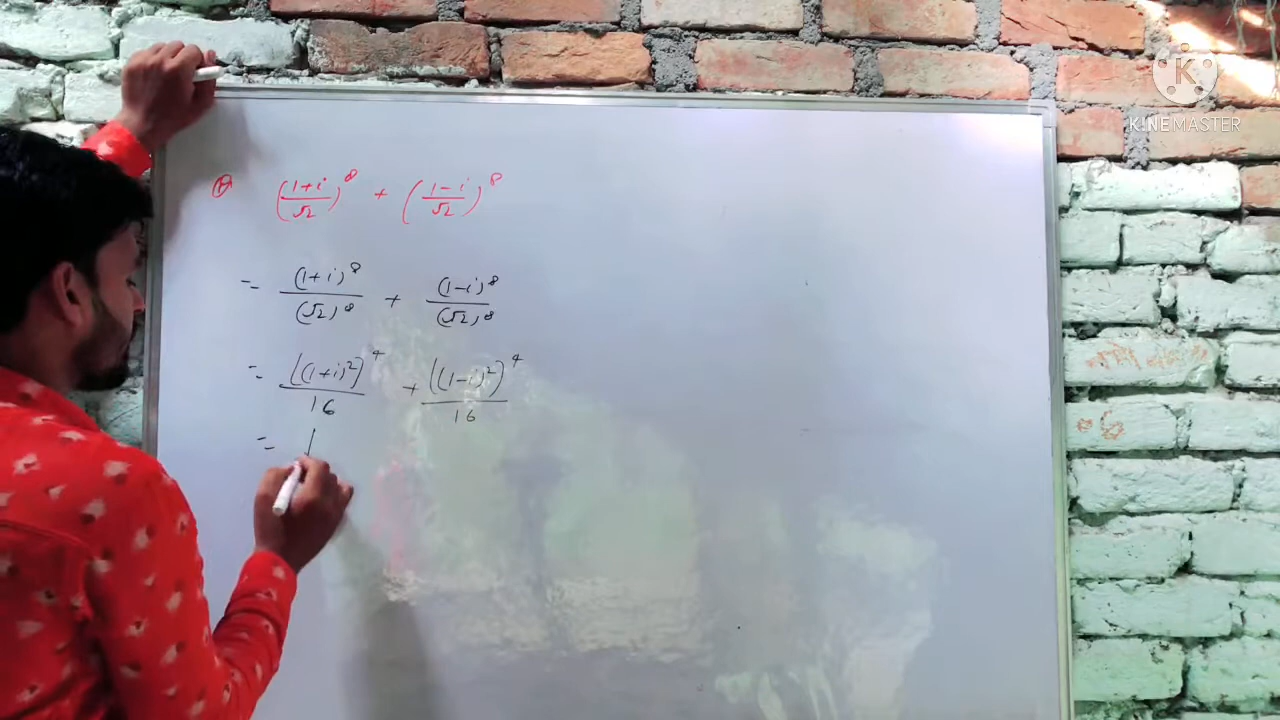 K
KINEMASTER
(1+i/√2)^8 + (1-i/√2)^8
= (1+i)^8/(√2)^8 + (1-i)^8/(√2)^8
= ((1+i)^2)^4/16 + ((1-i)^2)^4/16
=